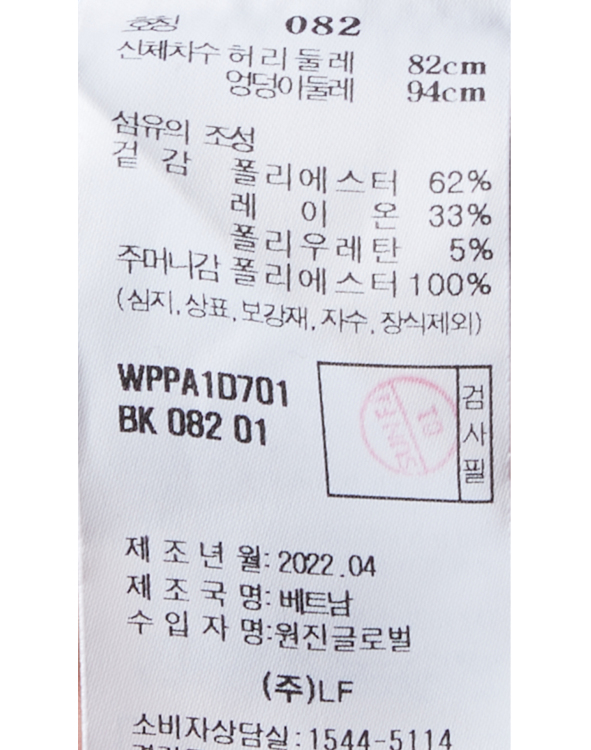 호칭 082
신체치수 허리둘레 82cm
엉덩이둘레 94cm
섬유의 조성
겉감 폴리에스터 62%
레이온 33%
폴리우레탄 5%
주머니감 폴리에스터 100%
(심지,상표,보강재,자수,장식제외)
WPPA1D701
BK 082 01
검사필
제조년월: 2022.04
제조국명: 베트남
수입자명:원진글로벌
(주)LF
소비자상담실:1544-5114